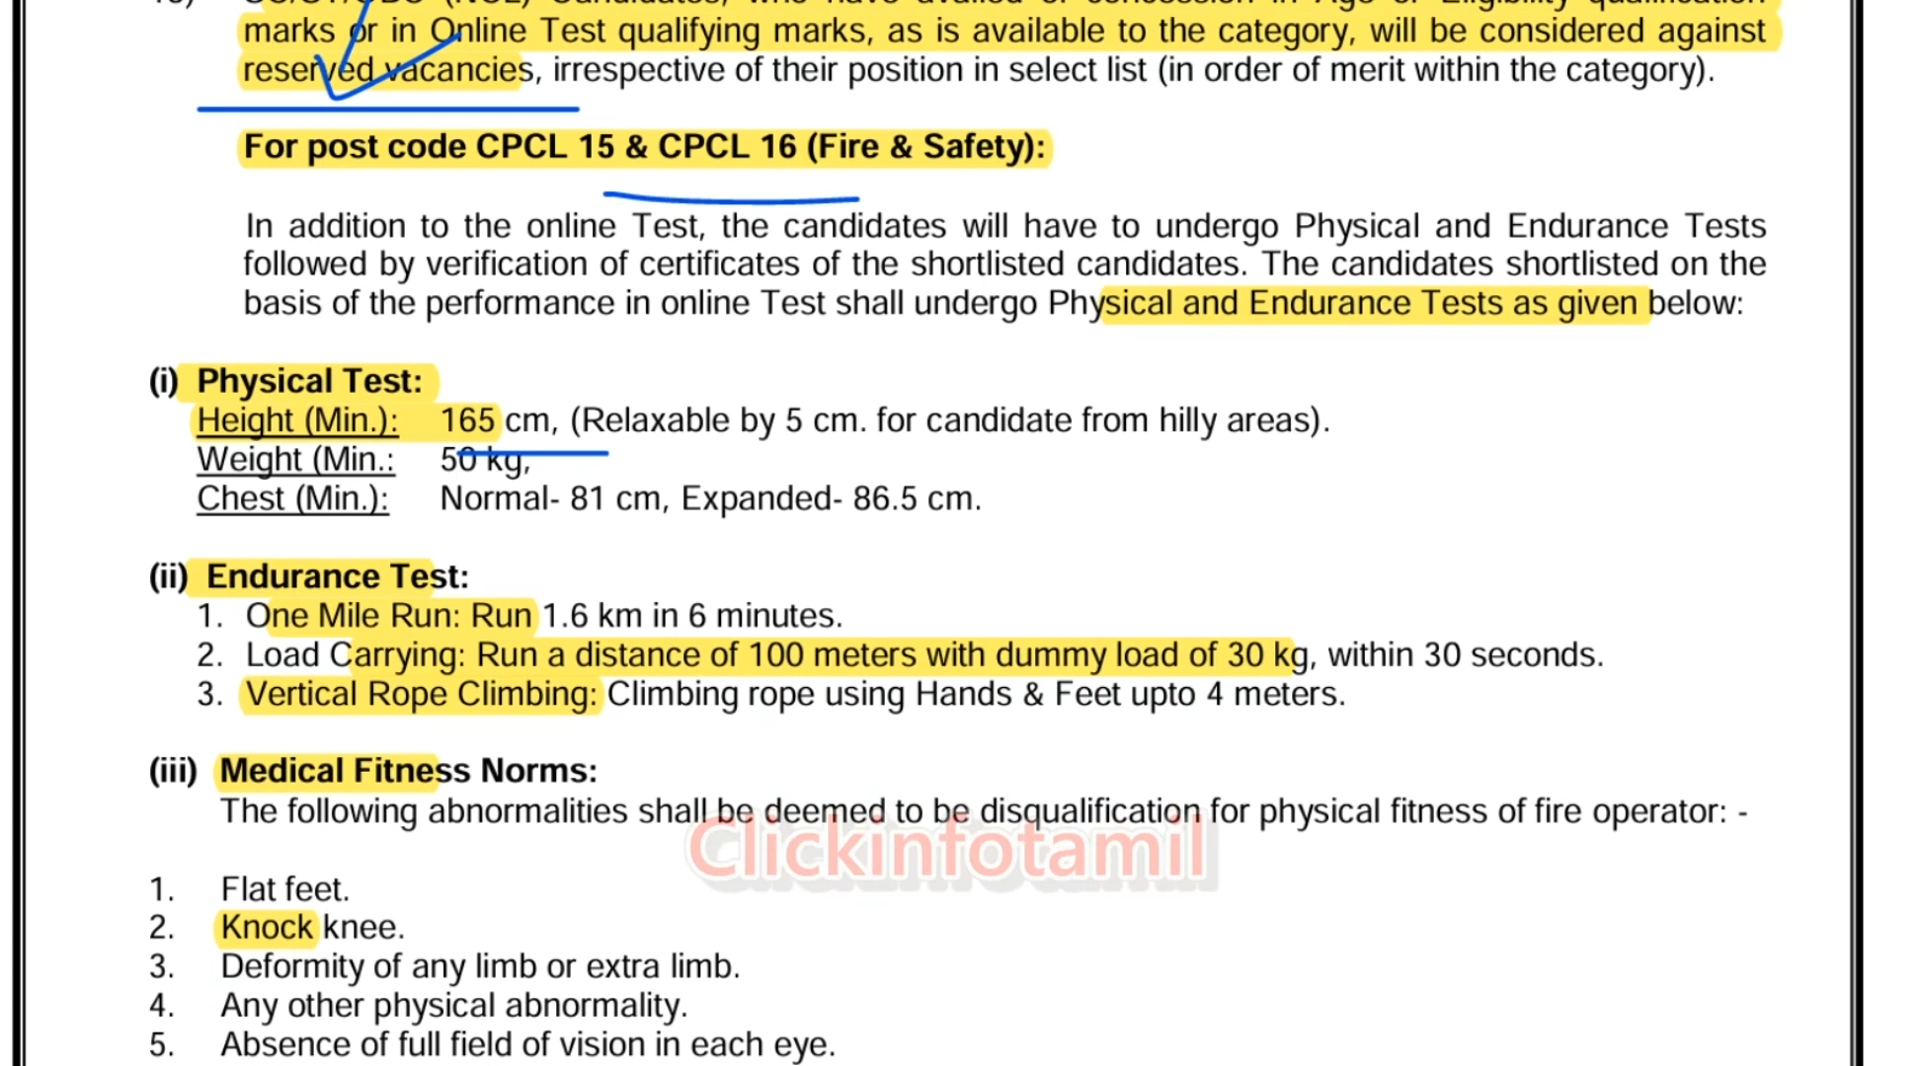 marks or in Online Test qualifying marks, as is available to the category, will be considered against
reserved vacancies, irrespective of their position in select list (in order of merit within the category).
For post code CPCL 15 & CPCL 16 (Fire & Safety):
In addition to the online Test, the candidates will have to undergo Physical and Endurance Tests
followed by verification of certificates of the shortlisted candidates. The candidates shortlisted on the
basis of the performance in online Test shall undergo Physical and Endurance Tests as given below:
(i) Physical Test:
Height (Min.): 165 cm, (Relaxable by 5 cm. for candidate from hilly areas).
Weight (Min.: 50 kg,
Chest (Min.): Normal- 81 cm, Expanded- 86.5 cm.
(ii) Endurance Test:
1. One Mile Run: Run 1.6 km in 6 minutes.
2. Load Carrying: Run a distance of 100 meters with dummy load of 30 kg, within 30 seconds.
3. Vertical Rope Climbing: Climbing rope using Hands & Feet upto 4 meters.
(iii) Medical Fitness Norms:
The following abnormalities shall be deemed to be disqualification for physical fitness of fire operator: -
Clickinfotamil
1. Flat feet.
2. Knock knee.
3. Deformity of any limb or extra limb.
4. Any other physical abnormality.
5. Absence of full field of vision in each eye.